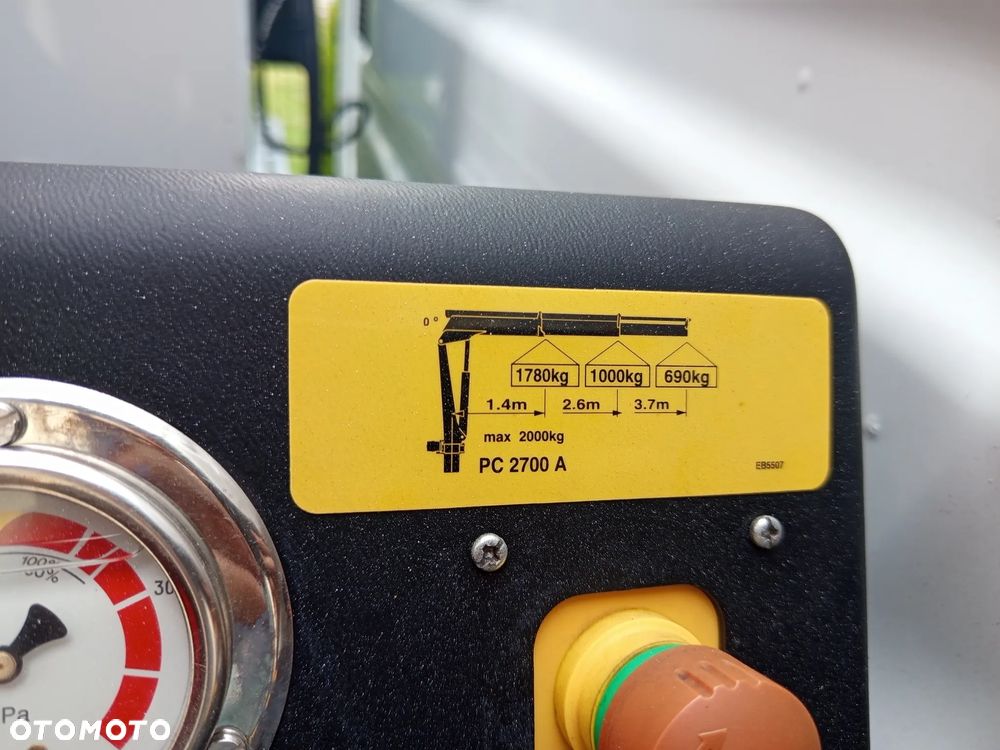 0°
1780kg 1000kg 690kg
1.4m 2.6m 3.7m
max 2000kg
PC 2700 A
EB5507
100%
90%
30
Pa
OTOMOTO